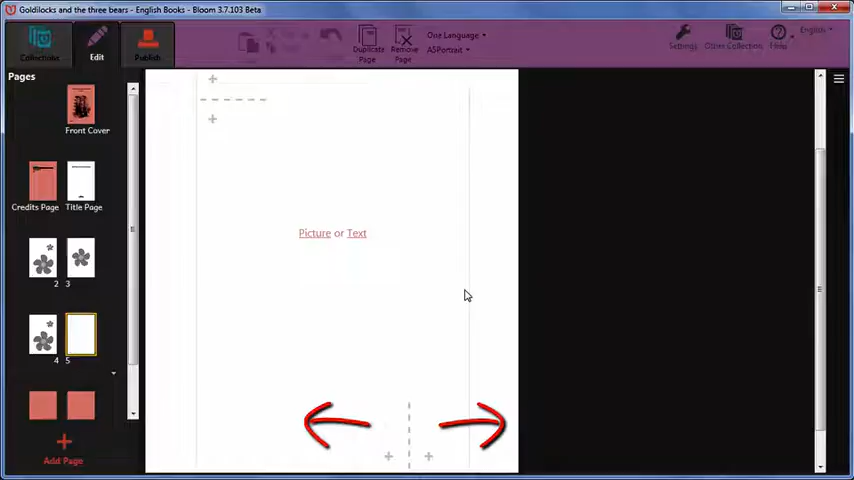 Goldilocks and the three bears - English Books - Bloom 3.7.103 Beta
Collections
Edit
Publish
Duplicate
Page
Remove
Page
One Language
A5Portrait
Settings
Other Collection
Help
English
Pages
Front Cover
Credits Page
Title Page
2
3
4
5
Add Page
Picture or Text